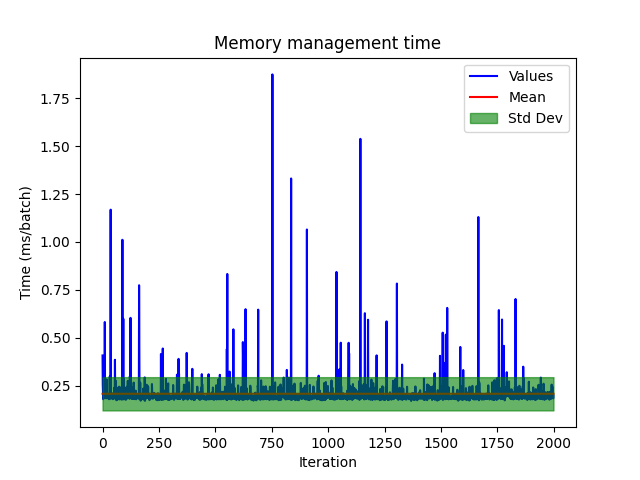 Memory management time
Values
Mean
Std Dev
Time (ms/batch)
1.75
1.50
1.25
1.00
0.75
0.50
0.25
0 250 500 750 1000 1250 1500 1750 2000
Iteration